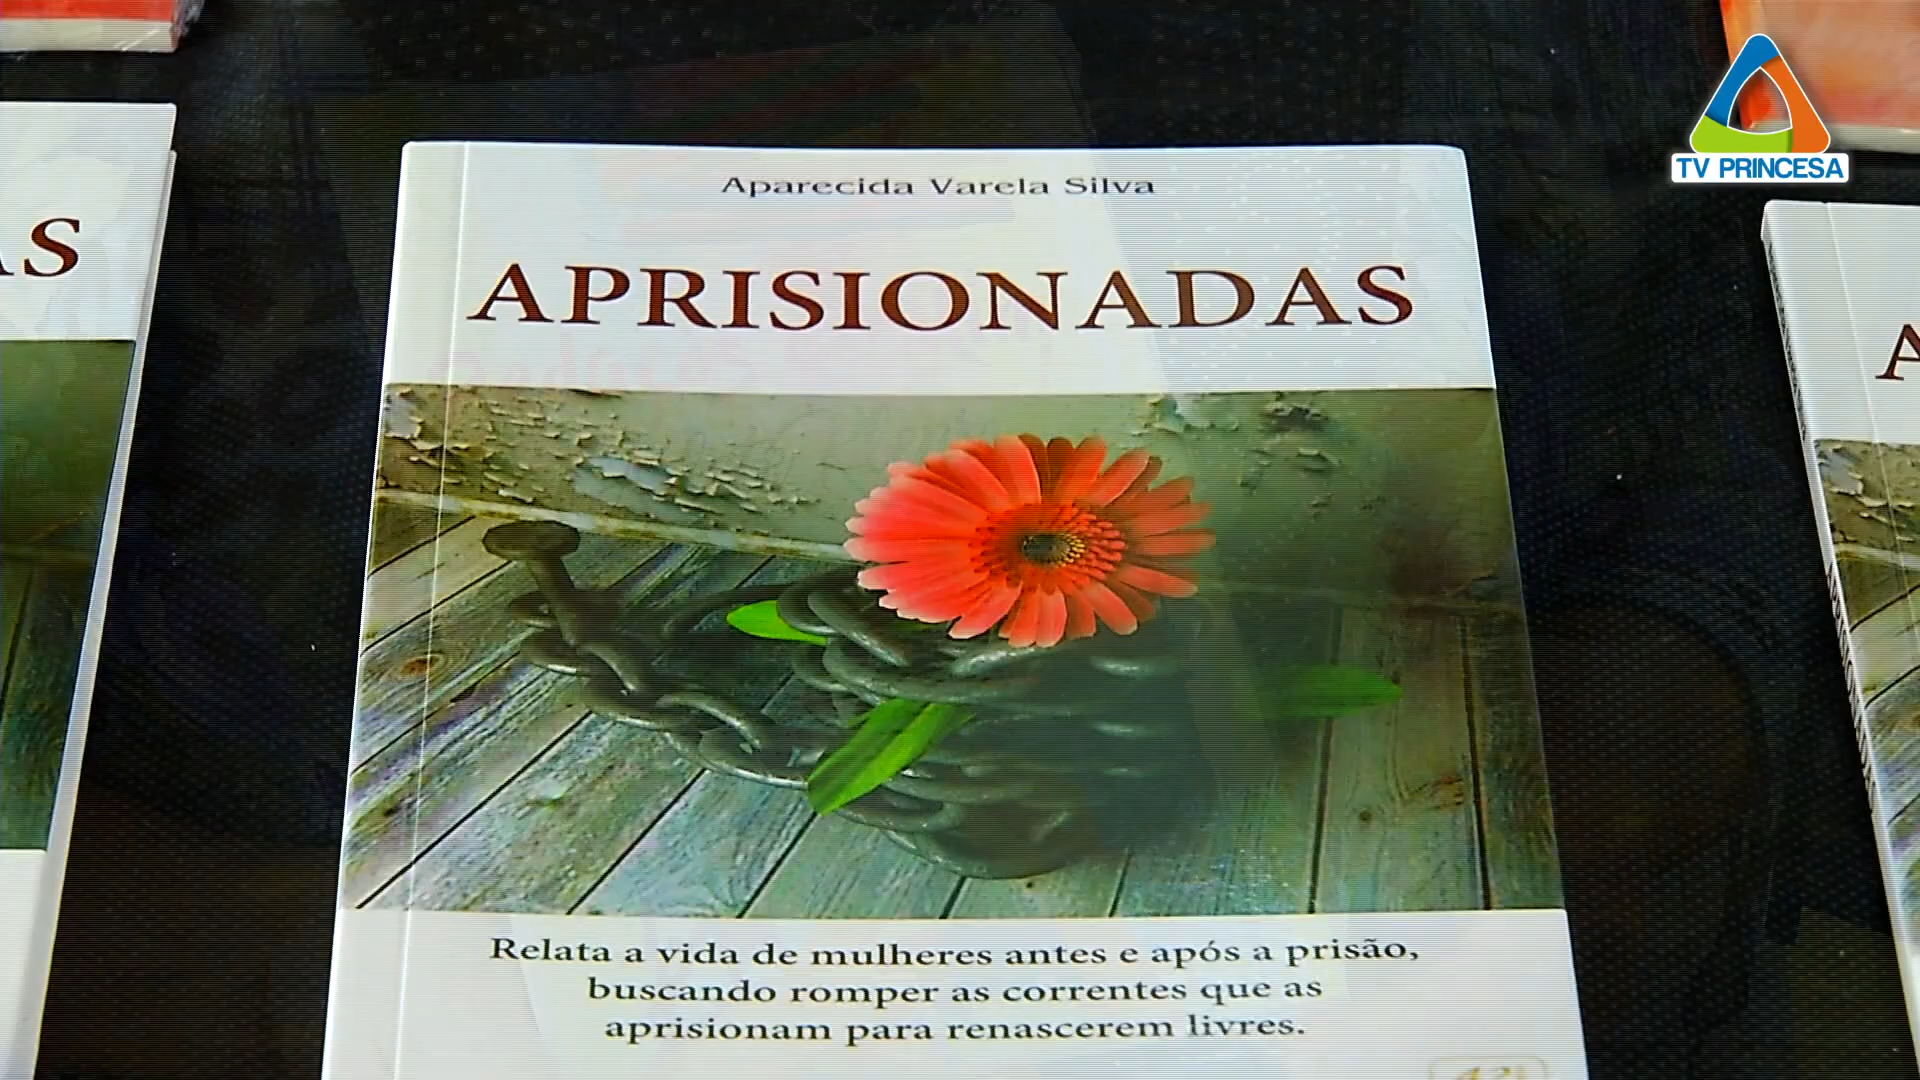 TV PRINCESA
Aparecida Varela Silva
APRISIONADAS
Relata a vida de mulheres antes e após a prisão,
buscando romper as correntes que as
aprisionam para renascerem livres.